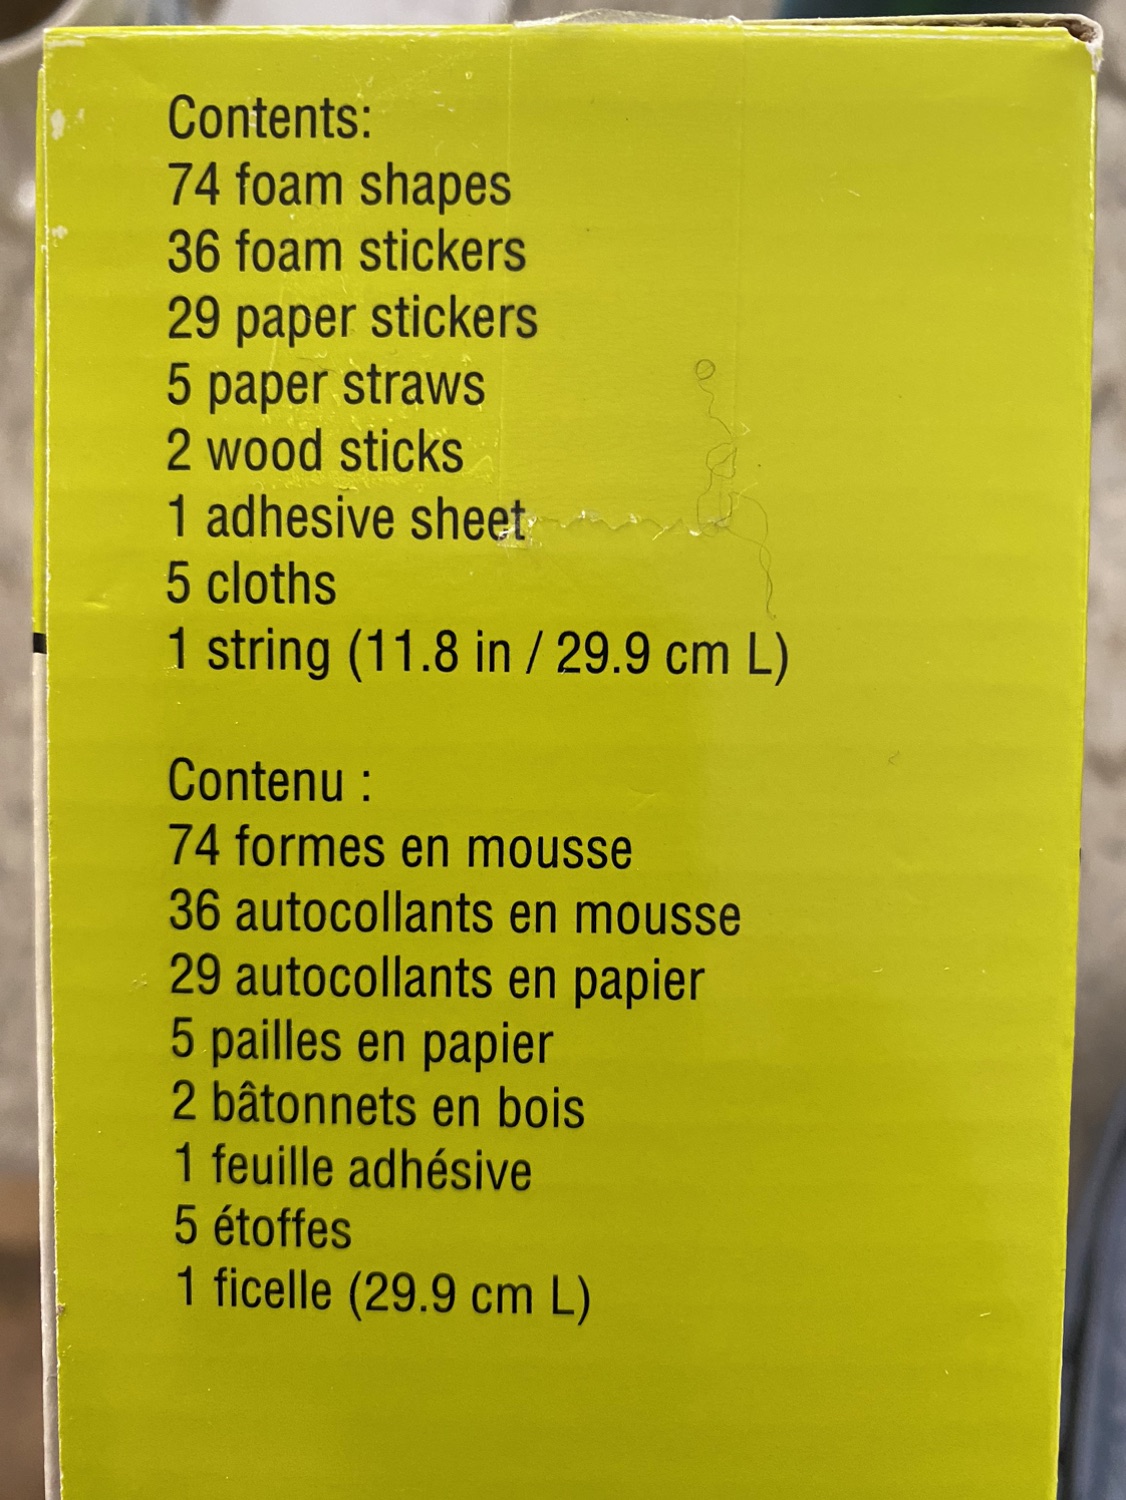 Contents:
74 foam shapes
36 foam stickers
29 paper stickers
5 paper straws
2 wood sticks
1 adhesive sheet
5 cloths
1 string (11.8 in / 29.9 cm L)
Contenu :
74 formes en mousse
36 autocollants en mousse
29 autocollants en papier
5 pailles en papier
2 bâtonnets en bois
1 feuille adhésive
5 étoffes
1 ficelle (29.9 cm L)